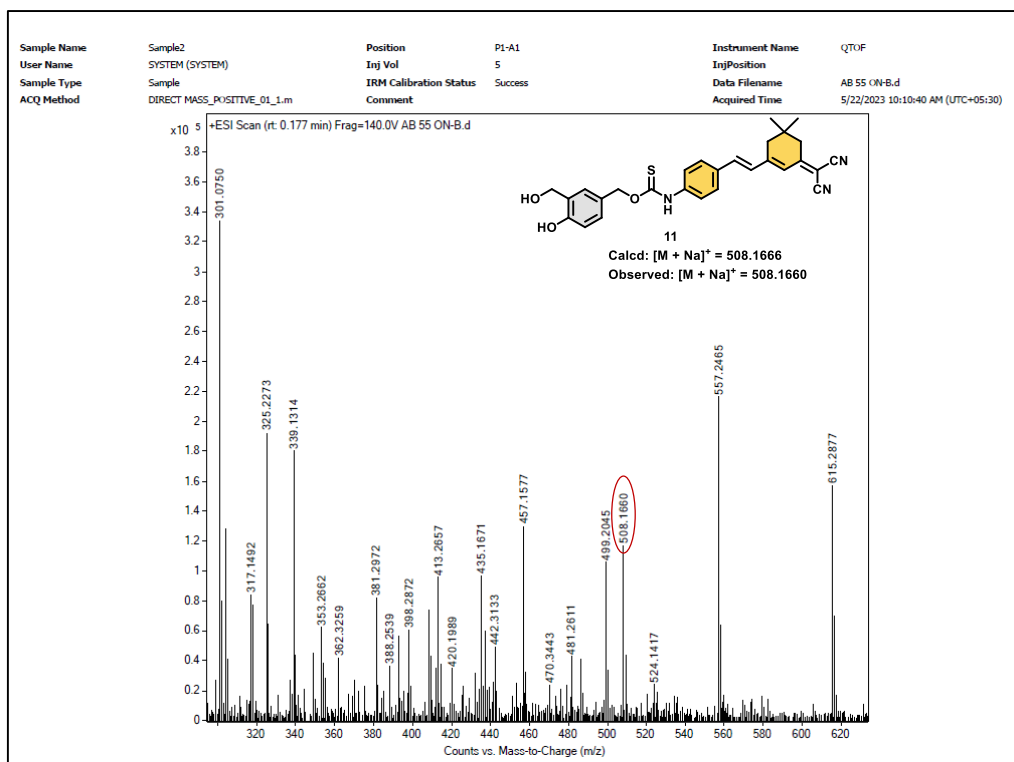 Sample Name Sample2 Position P1-A1 Instrument Name QTOF
User Name SYSTEM (SYSTEM) Inj Vol 5 InjPosition
Sample Type Sample IRM Calibration Status Success Data Filename AB 55 ON-B.d
ACQ Method DIRECT MASS_POSITIVE_01_1.m Comment Acquired Time 5/22/2023 10:10:40 AM (UTC+05:30)
x10 5
+ESI Scan (rt: 0.177 min) Frag=140.0V AB 55 ON-B.d
3.8
3.6
3.4
3.2
3
2.8
2.6
2.4
2.2
2
1.8
1.6
1.4
1.2
1
0.8
0.6
0.4
0.2
0
301.0750
317.1492
325.2273
339.1314
353.2662
362.3259
381.2972
388.2539
398.2872
413.2657
420.1989
435.1671
442.3133
457.1577
470.3443
481.2611
499.2045
508.1660
524.1417
557.2465
615.2877
HO
HO
O
S
N
H
CN
CN
11
Calcd: [M + Na]+ = 508.1666
Observed: [M + Na]+ = 508.1660
320 340 360 380 400 420 440 460 480 500 520 540 560 580 600 620
Counts vs. Mass-to-Charge (m/z)